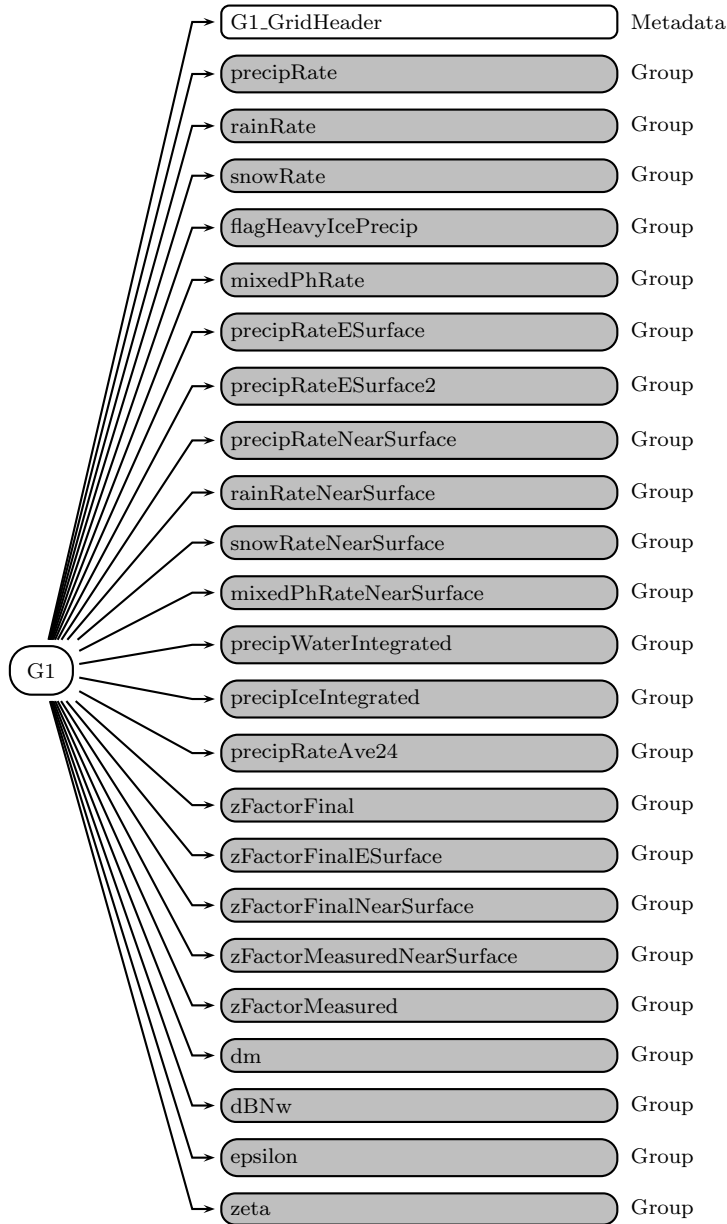 G1_GridHeader Metadata
precipRate Group
rainRate Group
snowRate Group
flagHeavyIcePrecip Group
mixedPhRate Group
precipRateESurface Group
precipRateESurface2 Group
precipRateNearSurface Group
rainRateNearSurface Group
snowRateNearSurface Group
mixedPhRateNearSurface Group
precipWaterIntegrated Group
G1
precipIceIntegrated Group
precipRateAve24 Group
zFactorFinal Group
zFactorFinalESurface Group
zFactorFinalNearSurface Group
zFactorMeasuredNearSurface Group
zFactorMeasured Group
dm Group
dBNw Group
epsilon Group
zeta Group